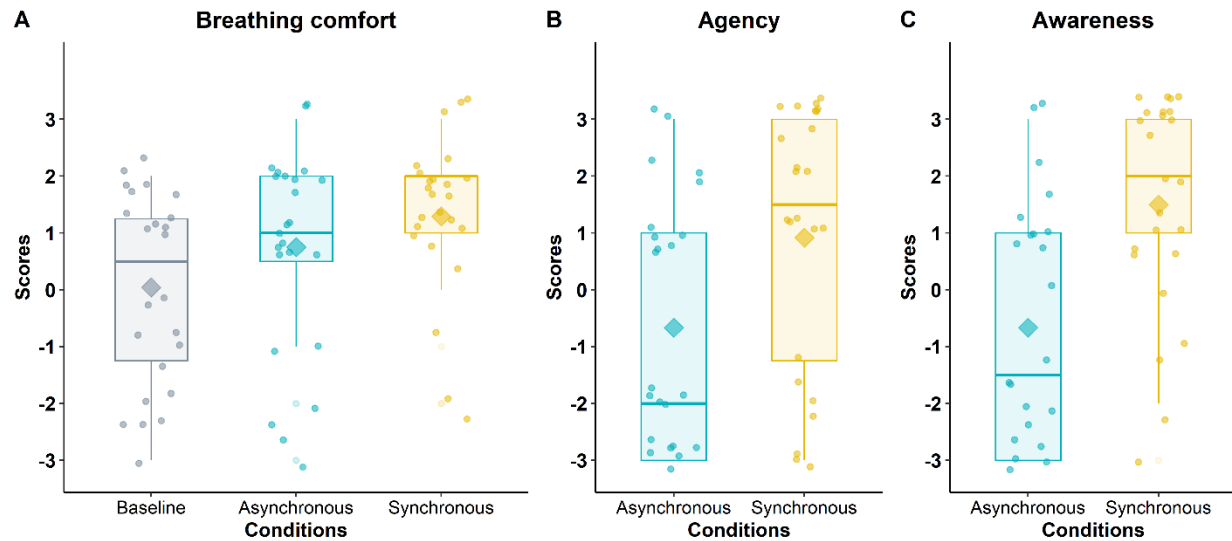 A Breathing comfort
Scores
3
2
1
0
-1
-2
-3
Baseline Asynchronous Synchronous
Conditions
B Agency
Scores
3
2
1
0
-1
-2
-3
Asynchronous Synchronous
Conditions
C Awareness
Scores
3
2
1
0
-1
-2
-3
Asynchronous Synchronous
Conditions